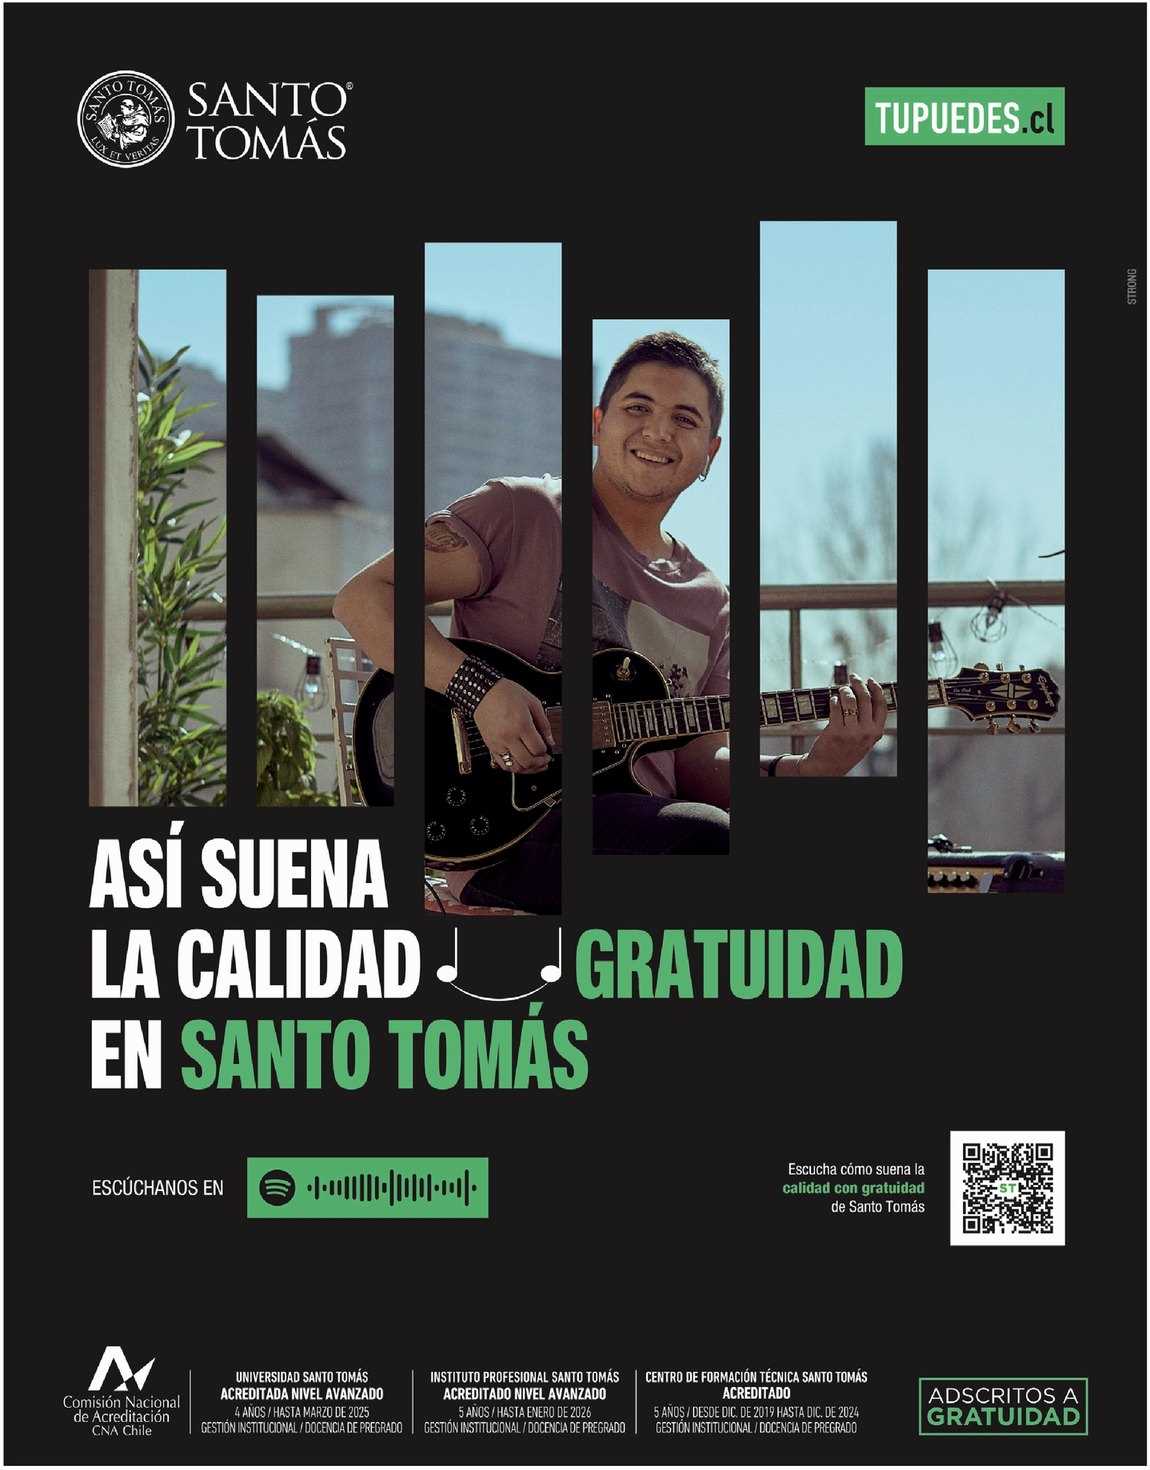 SANTO TOMÁS
LUX ET VERITAS
SANTO®
TOMÁS
TUPUEDES.cl
STRONG
ASÍ SUENA
LA CALIDAD GRATUIDAD
EN SANTO TOMÁS
ESCÚCHANOS EN
Escucha cómo suena la
calidad con gratuidad
de Santo Tomás
ST
Comisión Nacional
de Acreditación
CNA Chile
UNIVERSIDAD SANTO TOMÁS
ACREDITADA NIVEL AVANZADO
4 AÑOS / HASTA MARZO DE 2025
GESTIÓN INSTITUCIONAL / DOCENCIA DE PREGRADO
INSTITUTO PROFESIONAL SANTO TOMÁS
ACREDITADO NIVEL AVANZADO
5 AÑOS / HASTA ENERO DE 2026
GESTIÓN INSTITUCIONAL / DOCENCIA DE PREGRADO
CENTRO DE FORMACIÓN TÉCNICA SANTO TOMÁS
ACREDITADO
5 AÑOS / DESDE DIC. DE 2019 HASTA DIC. DE 2024
GESTIÓN INSTITUCIONAL / DOCENCIA DE PREGRADO
ADSCRITOS A
GRATUIDAD